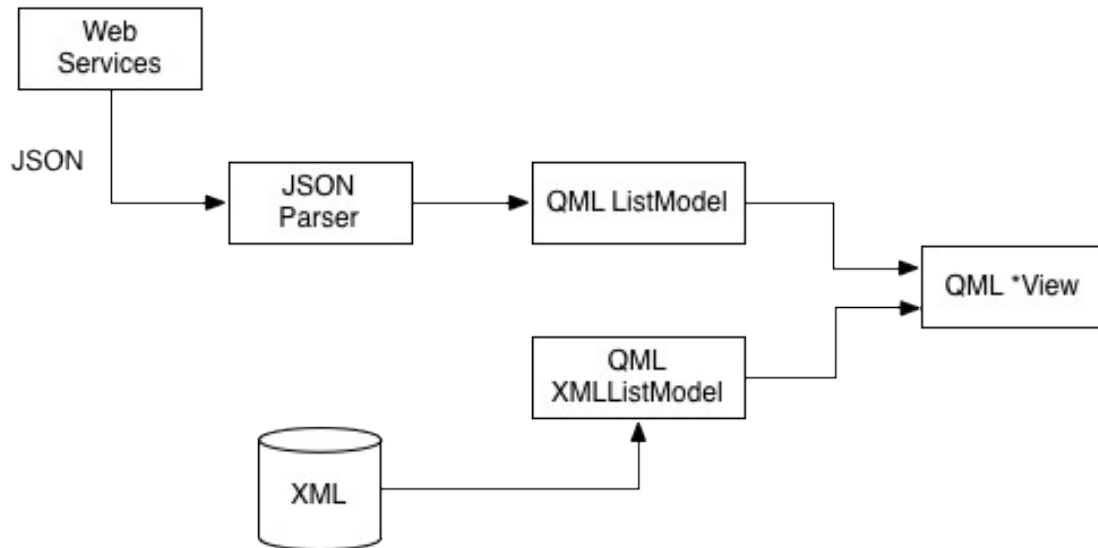 Web
Services
JSON
JSON
Parser
QML ListModel
QML *View
QML
XMLListModel
XML